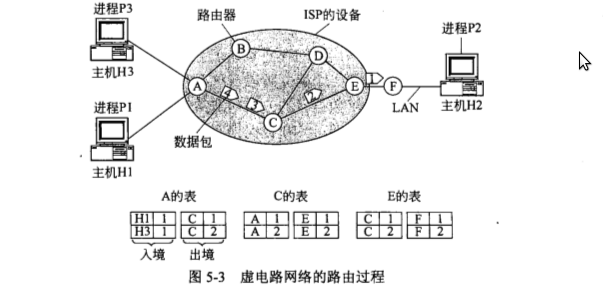 进程P3
路由器
ISP的设备
进程P2
主机H3
B
D
A
E
1
F
4
3
2
C
进程P1
数据包
LAN
主机H2
主机H1
A的表
C的表
E的表
H1 1 C 1
H3 1 C 2
A 1 E 1
A 2 E 2
C 1 F 1
C 2 F 2
入境
出境
图 5-3 虚电路网络的路由过程